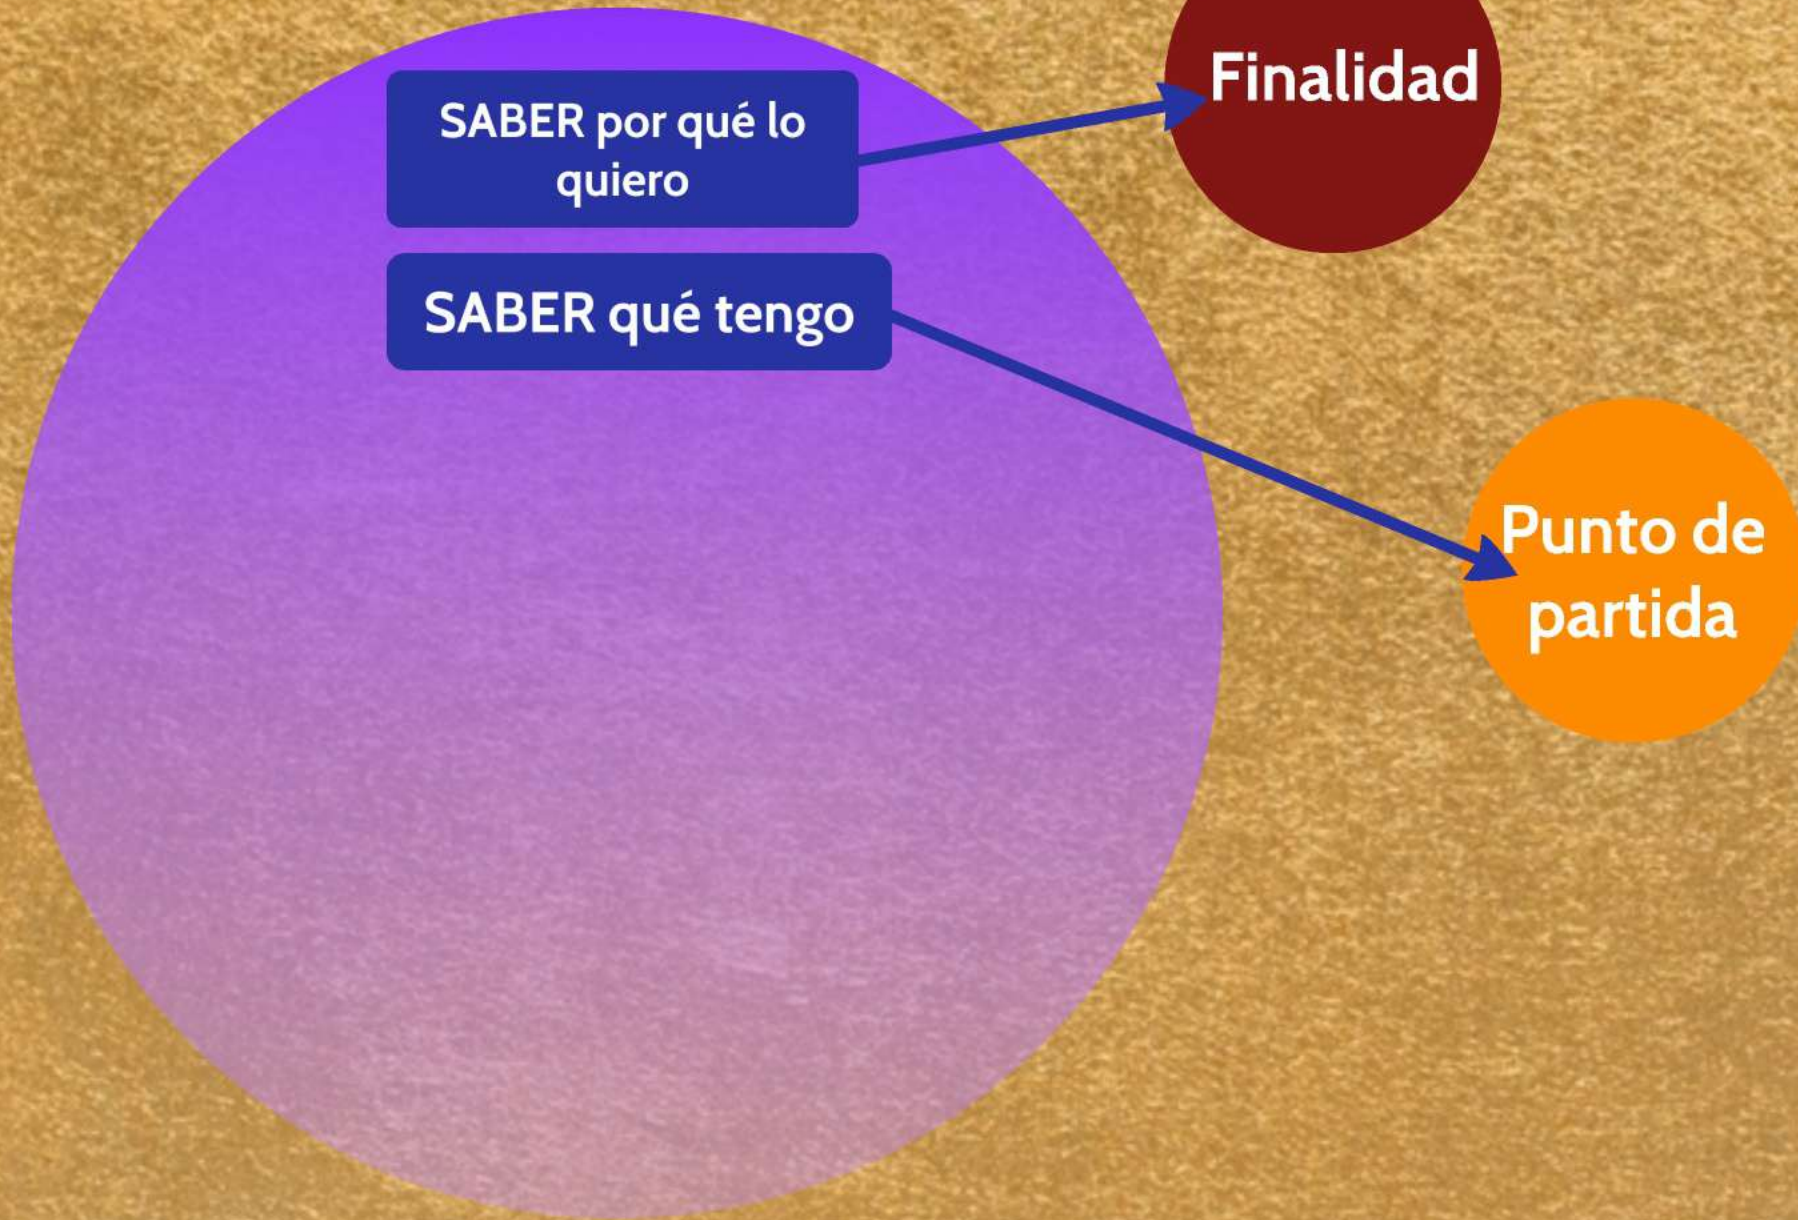 SABER por qué lo
quiero
Finalidad
SABER qué tengo
Punto de
partida